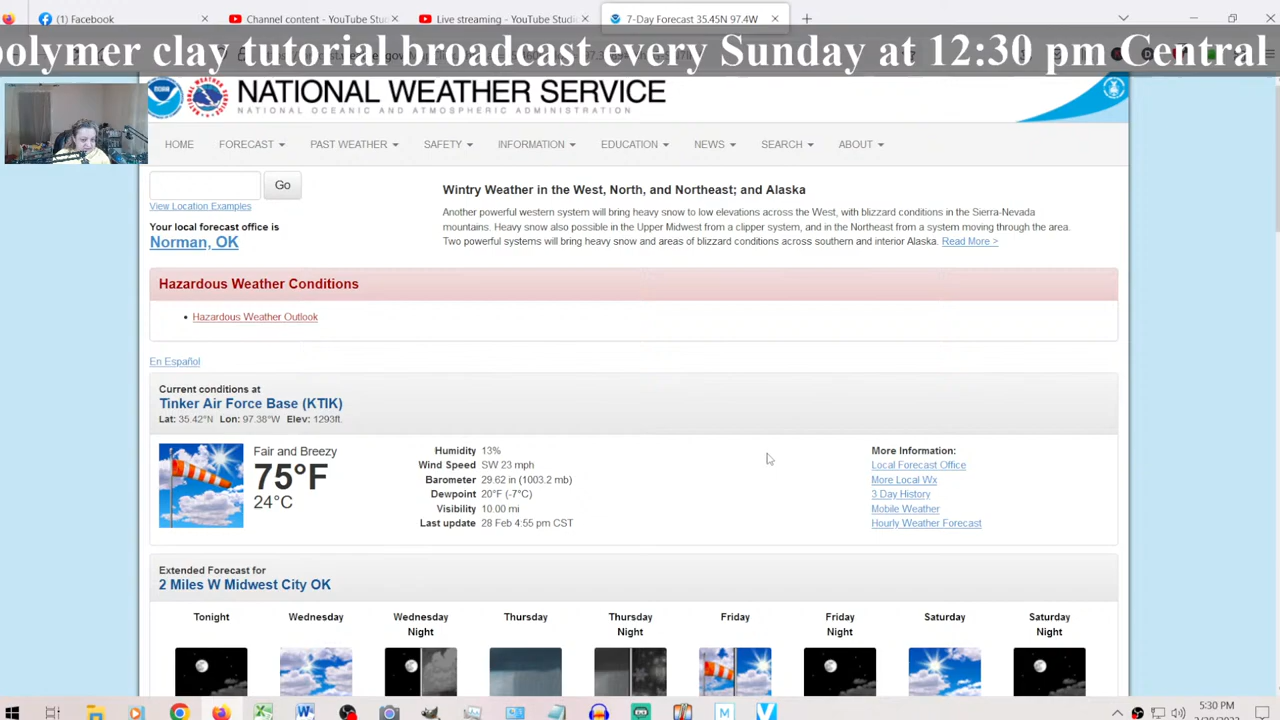 (1) Facebook
Channel content - YouTube Stu
Live streaming - YouTube Studi
7-Day Forecast 35.45N 97.4W
polymer clay tutorial broadcast every Sunday at 12:30 pm Central
NATIONAL WEATHER SERVICE
NATIONAL OCEANIC AND ATMOSPHERIC ADMINISTRATION
HOME FORECAST PAST WEATHER SAFETY INFORMATION EDUCATION NEWS SEARCH ABOUT
Go
View Location Examples
Your local forecast office is
Norman, OK
Wintry Weather in the West, North, and Northeast; and Alaska
Another powerful western system will bring heavy snow to low elevations across the West, with blizzard conditions in the Sierra-Nevada
mountains. Heavy snow also possible in the Upper Midwest from a clipper system, and in the Northeast from a system moving through the area.
Two powerful systems will bring heavy snow and areas of blizzard conditions across southern and interior Alaska. Read More >
Hazardous Weather Conditions
• Hazardous Weather Outlook
En Español
Current conditions at
Tinker Air Force Base (KTIK)
Lat: 35.42°N Lon: 97.38°W Elev: 1293ft.
Fair and Breezy
75°F
24°C
Humidity 13%
Wind Speed SW 23 mph
Barometer 29.62 in (1003.2 mb)
Dewpoint 20°F (-7°C)
Visibility 10.00 mi
Last update 28 Feb 4:55 pm CST
More Information:
Local Forecast Office
More Local Wx
3 Day History
Mobile Weather
Hourly Weather Forecast
Extended Forecast for
2 Miles W Midwest City OK
Tonight
Wednesday
Wednesday
Night
Thursday
Thursday
Night
Friday
Friday
Night
Saturday
Saturday
Night
5:30 PM